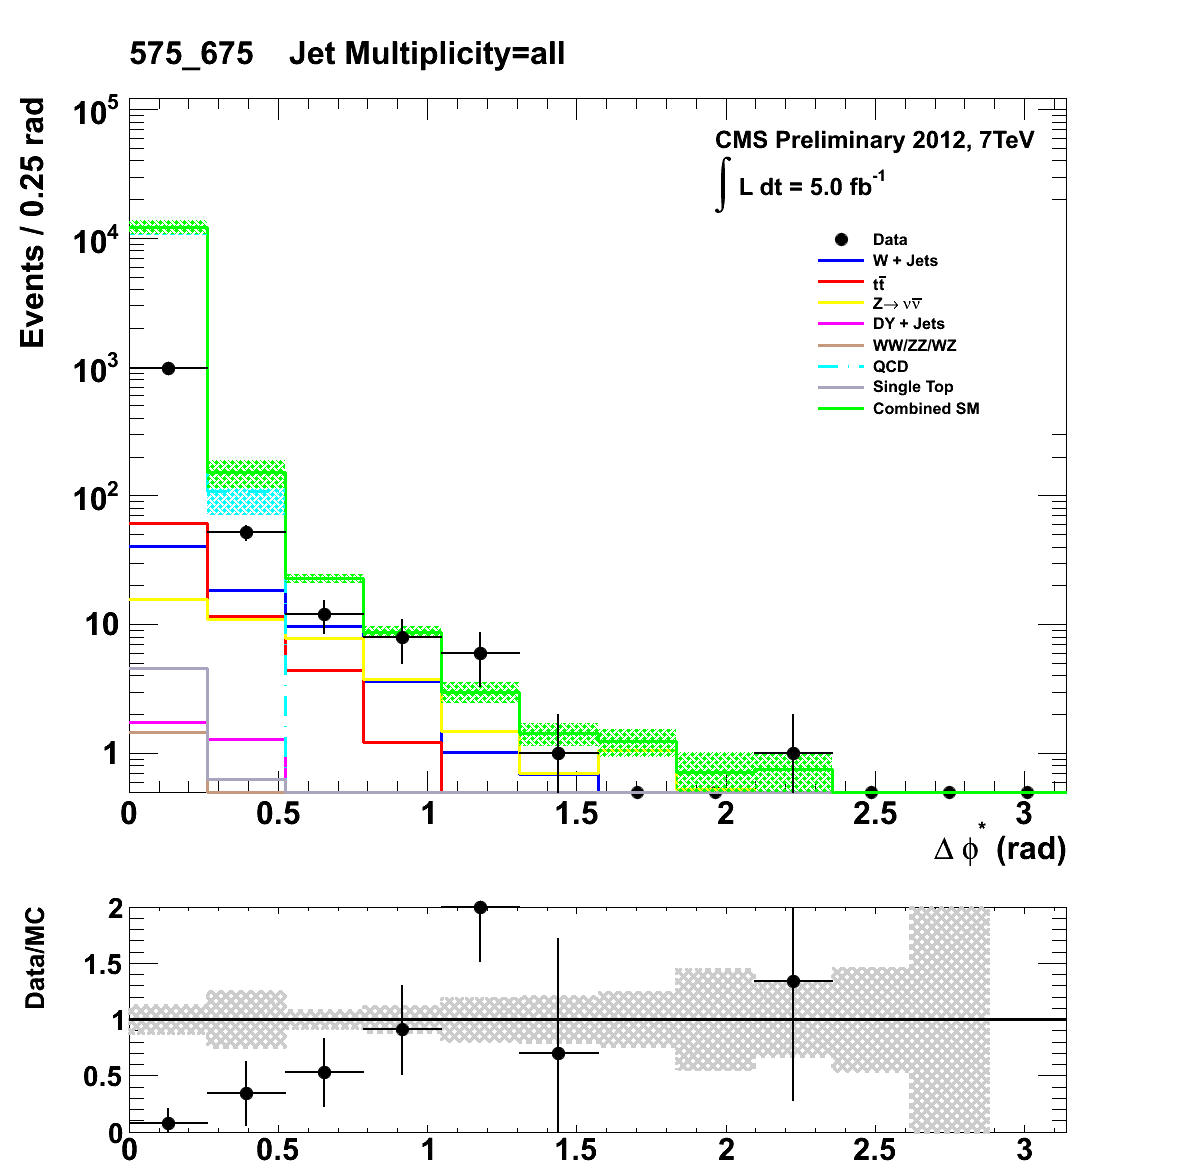 575_675 Jet Multiplicity=all
Events / 0.25 rad
10^5
10^4
10^3
10^2
10
1
CMS Preliminary 2012, 7TeV
∫ L dt = 5.0 fb^-1
Data
W + Jets
tt̅
Z→ νν̅
DY + Jets
WW/ZZ/WZ
QCD
Single Top
Combined SM
0 0.5 1 1.5 2 2.5 3
Δ ϕ* (rad)
Data/MC
2
1.5
1
0.5
0
0 0.5 1 1.5 2 2.5 3